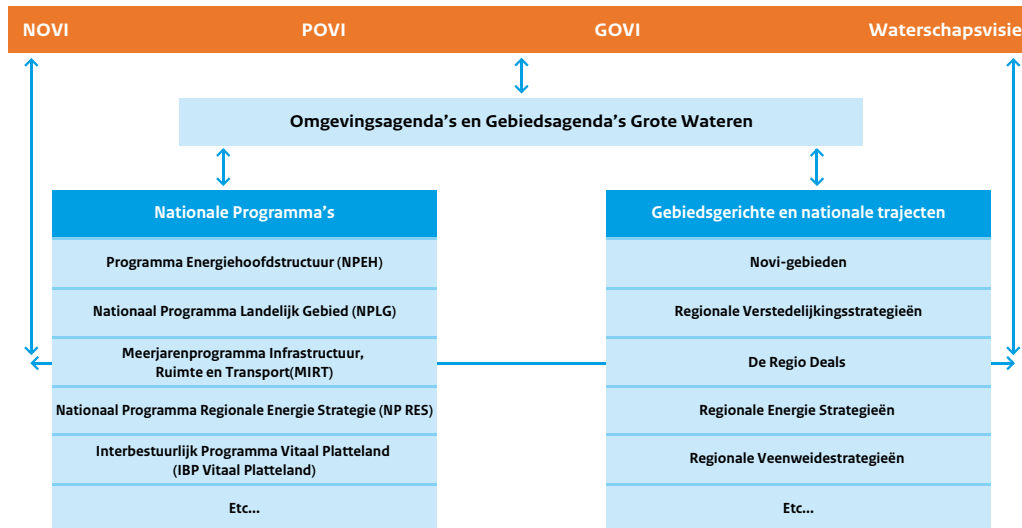 NOVI POVI GOVI Waterschapsvisie
Omgevingsagenda's en Gebiedsagenda's Grote Wateren
Nationale Programma's
Programma Energiehoofdstructuur (NPEH)
Nationaal Programma Landelijk Gebied (NPLG)
Meerjarenprogramma Infrastructuur,
Ruimte en Transport(MIRT)
Nationaal Programma Regionale Energie Strategie (NP RES)
Interbestuurlijk Programma Vitaal Platteland
(IBP Vitaal Platteland)
Etc...
Gebiedsgerichte en nationale trajecten
Novi-gebieden
Regionale Verstedelijkingsstrategieën
De Regio Deals
Regionale Energie Strategieën
Regionale Veenweidestrategieën
Etc...